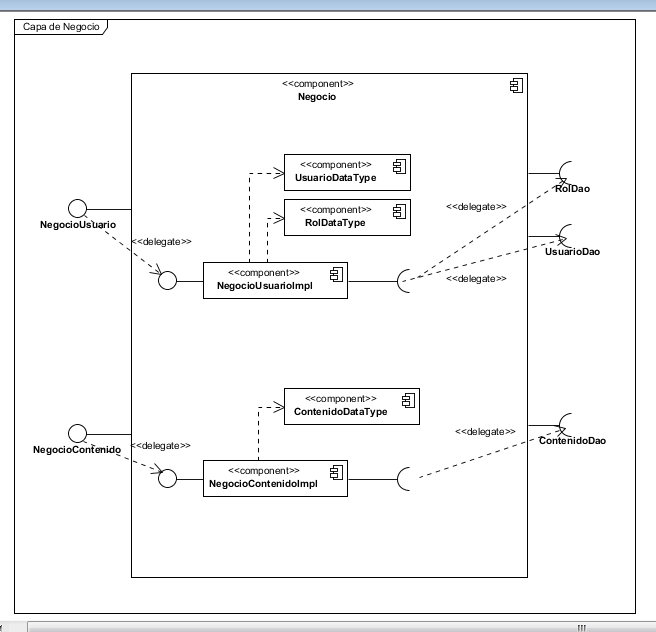 Capa de Negocio
<<component>>
Negocio
<<component>>
UsuarioDataType
RolDao
<<component>>
RolDataType
<<delegate>>
NegocioUsuario
<<delegate>>
UsuarioDao
<<component>>
NegocioUsuarioImpl
<<delegate>>
<<component>>
ContenidoDataType
<<delegate>>
ContenidoDao
NegocioContenido
<<delegate>>
<<component>>
NegocioContenidoImpl